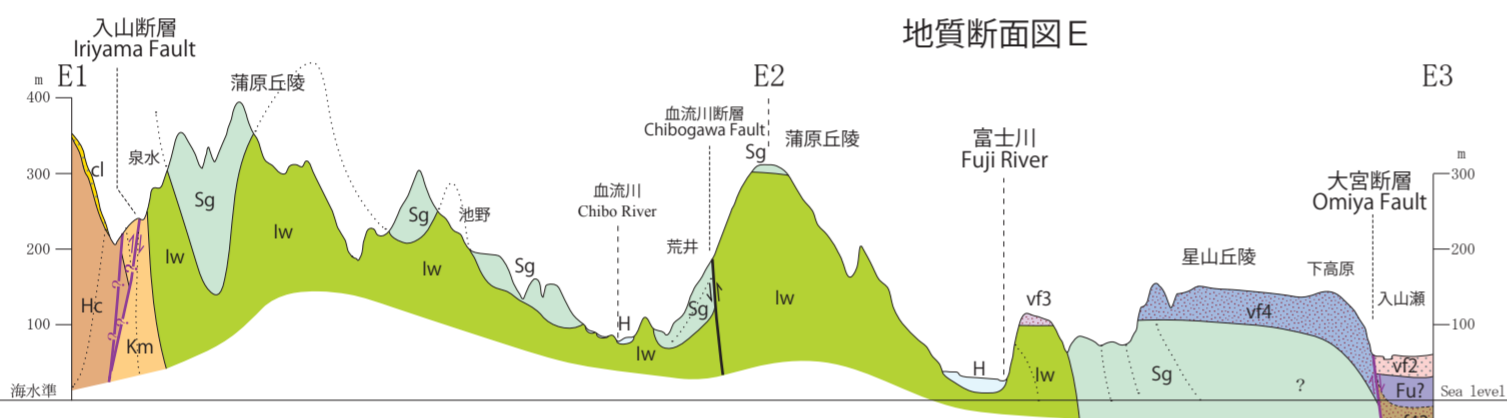 地質断面図E
入山断層
Iriyama Fault
E1
E2
E3
m
400
300
200
100
海水準
蒲原丘陵
泉水
cl
Sg
Iw
Iw
Hc
Km
?
?
?
?
Sg
池野
Iw
Sg
血流川
Chibo River
H
Iw
荒井
血流川断層
Chibogawa Fault
Sg
Sg
蒲原丘陵
Iw
富士川
Fuji River
H
vf3
Iw
星山丘陵
vf4
Sg
?
下高原
大宮断層
Omiya Fault
入山瀬
m
300
200
100
vf2
Fu?
Sea level